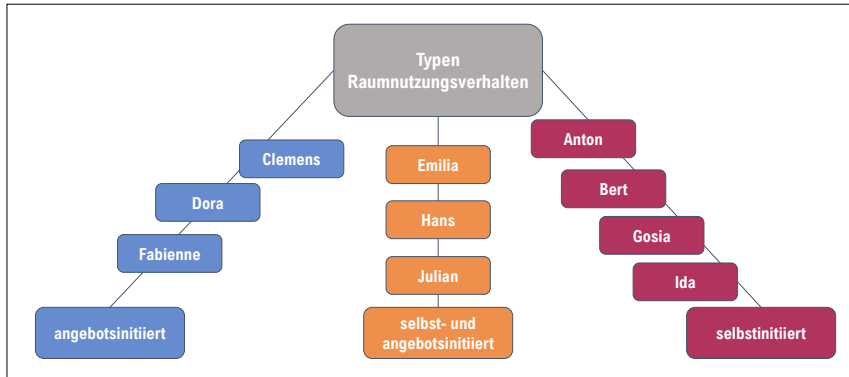 Typen
Raumnutzungsverhalten
Clemens
Dora
Fabienne
angebotsinitiiert
Emilia
Hans
Julian
selbst- und
angebotsinitiiert
Anton
Bert
Gosia
Ida
selbstinitiiert